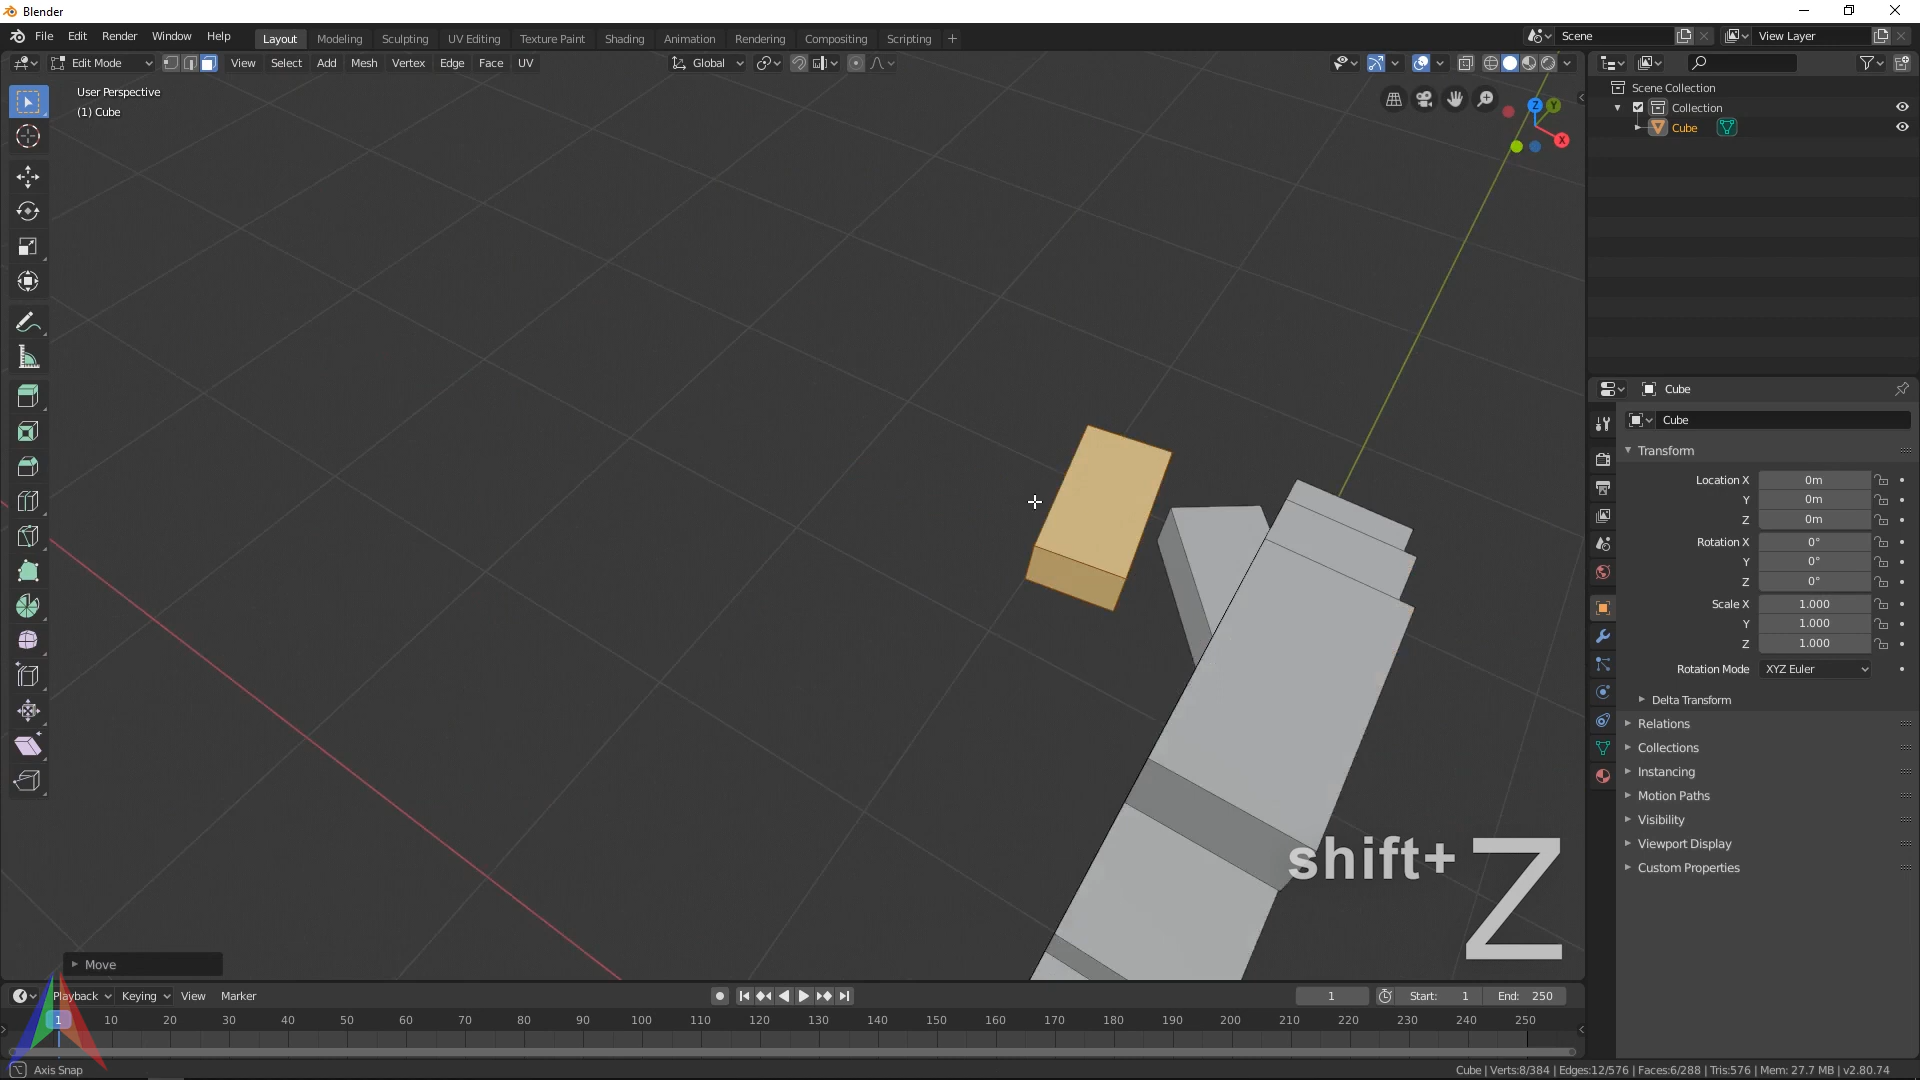 Blender
File Edit Render Window Help
Layout Modeling Sculpting UV Editing Texture Paint Shading Animation Rendering Compositing Scripting +
Scene
View Layer
Edit Mode View Select Add Mesh Vertex Edge Face UV
Global
User Perspective
(1) Cube
Z
Y
X
Scene Collection
Collection
Cube
Cube
Cube
Transform
Location X 0m
Y 0m
Z 0m
Rotation X 0°
Y 0°
Z 0°
Scale X 1.000
Y 1.000
Z 1.000
Rotation Mode XYZ Euler
Delta Transform
Relations
Collections
Instancing
Motion Paths
Visibility
Viewport Display
Custom Properties
shift+ Z
Move
Playback Keying View Marker
1
Start: 1
End: 250
1 10 20 30 40 50 60 70 80 90 100 110 120 130 140 150 160 170 180 190 200 210 220 230 240 250
Axis Snap
Cube | Verts:8/384 | Edges:12/576 | Faces:6/288 | Tris:576 | Mem: 27.7 MB | v2.80.74